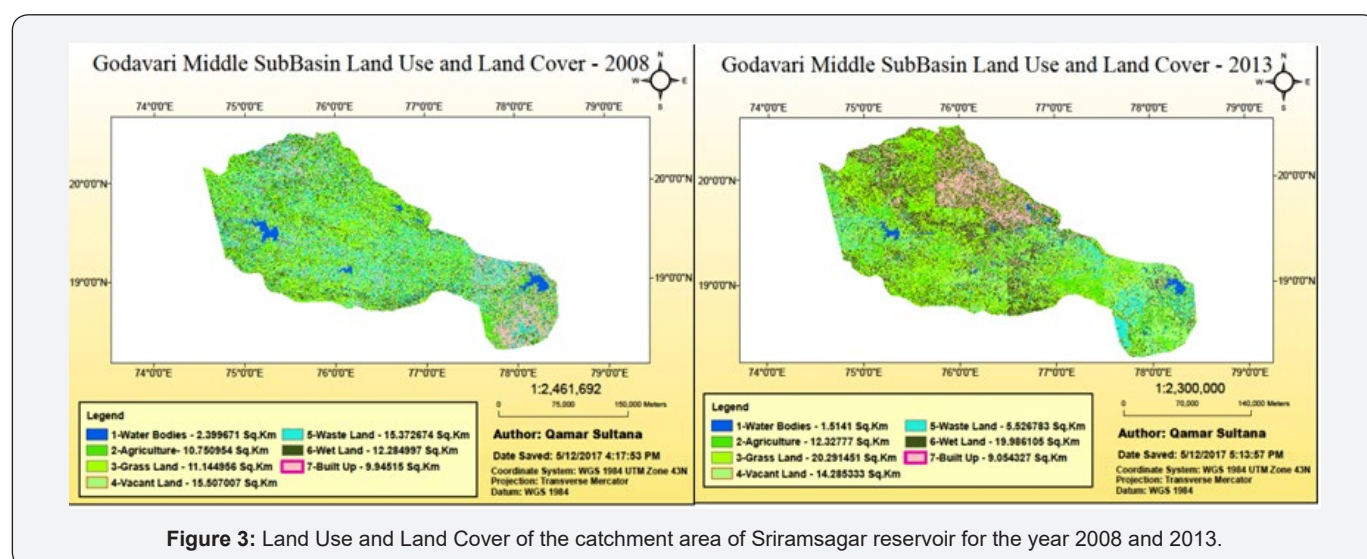 Godavari Middle SubBasin Land Use and Land Cover - 2008
N
W E
S
74°0'0"E 75°0'0"E 76°0'0"E 77°0'0"E 78°0'0"E 79°0'0"E
20°0'0"N 20°0'0"N
19°0'0"N 19°0'0"N
74°0'0"E 75°0'0"E 76°0'0"E 77°0'0"E 78°0'0"E 79°0'0"E
1:2,461,692
0 75,000 150,000 Meters
Legend
1-Water Bodies - 2.399671 Sq.Km
2-Agriculture- 10.750954 Sq.Km
3-Grass Land - 11.144956 Sq.Km
4-Vacant Land - 15.507007 Sq.Km
5-Waste Land - 15.372674 Sq.Km
6-Wet Land - 12.284997 Sq.Km
7-Built Up - 9.94515 Sq.Km
Author: Qamar Sultana
Date Saved: 5/12/2017 4:17:53 PM
Coordinate System: WGS 1984 UTM Zone 43N
Projection: Transverse Mercator
Datum: WGS 1984
Godavari Middle SubBasin Land Use and Land Cover - 2013
N
W E
S
74°0'0"E 75°0'0"E 76°0'0"E 77°0'0"E 78°0'0"E 79°0'0"E
20°0'0"N 20°0'0"N
19°0'0"N 19°0'0"N
74°0'0"E 75°0'0"E 76°0'0"E 77°0'0"E 78°0'0"E 79°0'0"E
1:2,300,000
0 70,000 140,000 Meters
Legend
1-Water Bodies - 1.5141 Sq.Km
2-Agriculture - 12.32777 Sq.Km
3-Grass Land - 20.291451 Sq.Km
4-Vacant Land - 14.285333 Sq.Km
5-Waste Land - 5.526783 Sq.Km
6-Wet Land - 19.986105 Sq.Km
7-Built Up - 9.054327 Sq.Km
Author: Qamar Sultana
Date Saved: 5/12/2017 5:13:57 PM
Coordinate System: WGS 1984 UTM Zone 43N
Projection: Transverse Mercator
Datum: WGS 1984
Figure 3: Land Use and Land Cover of the catchment area of Sriramsagar reservoir for the year 2008 and 2013.